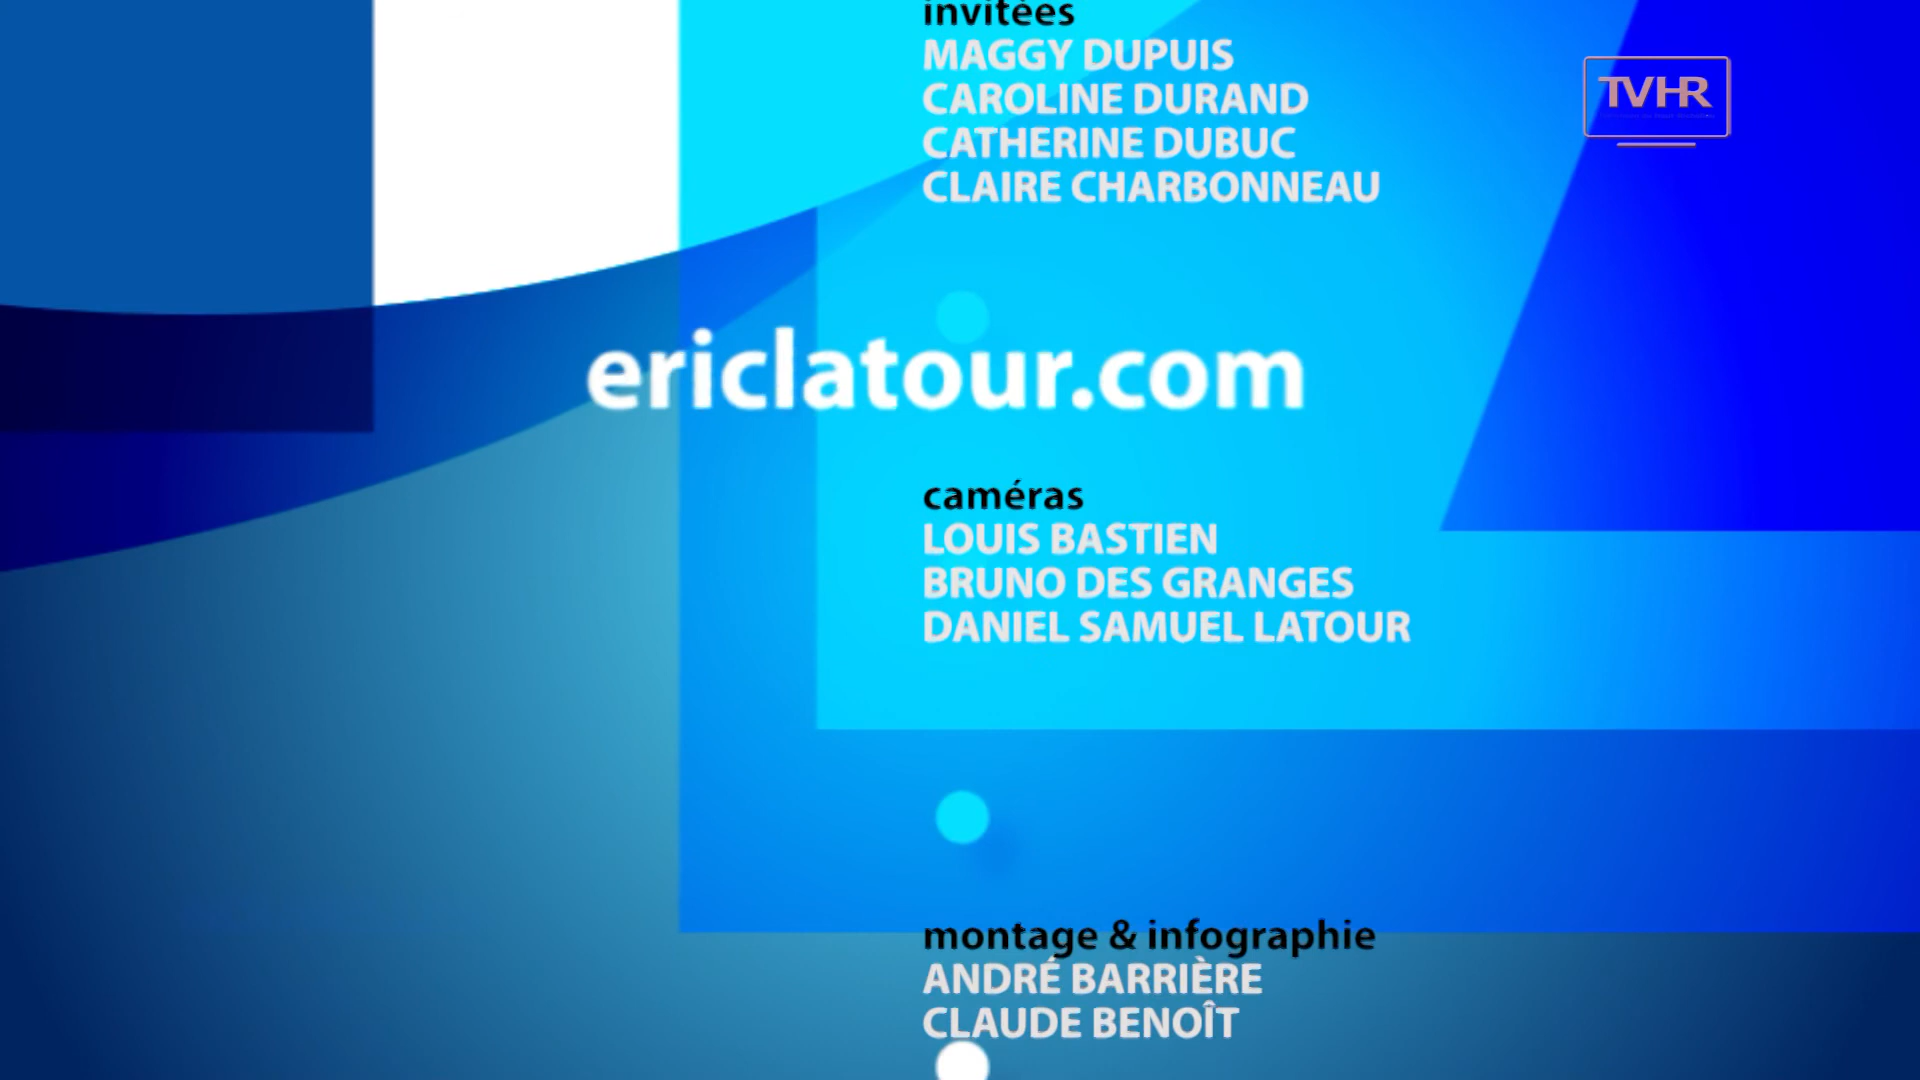 invitées
MAGGY DUPUIS
CAROLINE DURAND
CATHERINE DUBUC
CLAIRE CHARBONNEAU
TVHR
ericlatour.com
caméras
LOUIS BASTIEN
BRUNO DES GRANGES
DANIEL SAMUEL LATOUR
montage & infographie
ANDRÉ BARRIÈRE
CLAUDE BENOÎT